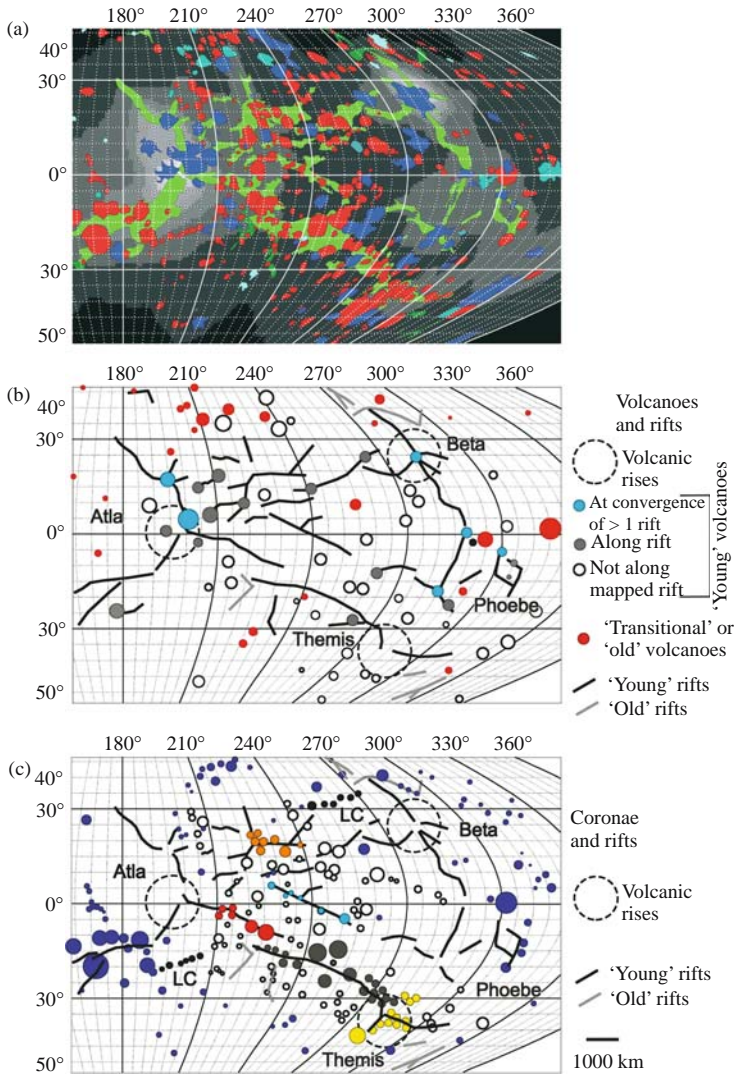 (a)
180° 210° 240° 270° 300° 330° 360°
40°
30°
0°
30°
50°
(b)
180° 210° 240° 280° 300° 330° 360°
40°
30°
0°
30°
50°
Beta
Atla
Phoebe
Themis
Volcanoes
and rifts
Volcanic
rises
At convergence
of > 1 rift
Along rift
Not along
mapped rift
'Young' volcanoes
'Transitional' or
'old' volcanoes
'Young' rifts
'Old' rifts
(c)
180° 210° 240° 280° 300° 330° 360°
40°
30°
0°
30°
50°
LC
Beta
Atla
LC
Phoebe
Themis
Coronae
and rifts
Volcanic
rises
'Young' rifts
'Old' rifts
1000 km